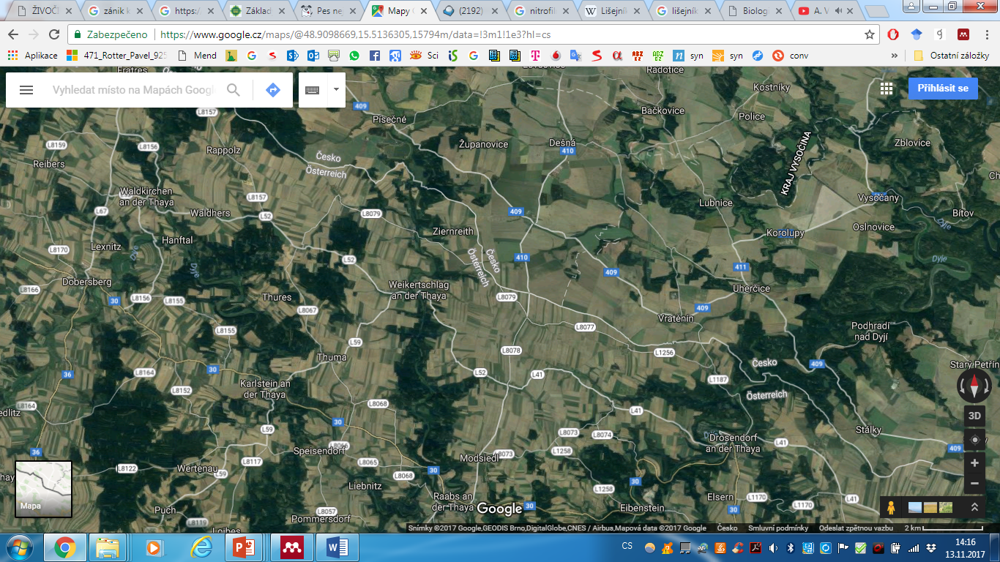 ŽIVOČI
zánik k
https:/
Základ
Pes ne
Mapy
(2192)
nitrofil
Lišejník
lišejník
Biolog
A. V
Zabezpečeno
https://www.google.cz/maps/@48.9098669,15.5136305,15794m/data=!3m1!1e3?hl=cs
Aplikace
471_Rotter_Pavel_925
Mend
Sci
syn
syn
conv
»
Ostatní záložky
Vyhledat místo na Mapách Google
Přihlásit se
Fratres
Radotice
Kostníky
409
L8157
Písečné
Bačkovice
Police
L8159
L8156
Rappolz
Županovice
Dešná
410
Zblovice
Reibers
Česko
Österreich
KRAJ VYSOČINA
Waldkirchen
an der Thaya
L8157
Lubnice
Vysočany
L67
Waldhers
L52
L8079
409
Bítov
Dyje
Hanftal
Ziernreith
Korolupy
Oslnovice
Lexnitz
L8170
Dyje
Dyje
L52
Česko
Österreich
410
Dyje
409
411
Dobersberg
L8166
Weikertschlag
an der Thaya
Uherčice
30
L8156
L8155
Thures
L8079
L8067
409
Vratěnín
L8155
L8077
Podhradí
nad Dyjí
L59
L8078
Thuma
L1256
Česko
409
Starý Petřín
36
L8164
30
L52
L41
L1187
Karlstein an
der Thaya
L8152
Österreich
L8164
L8068
L41
3D
30
L59
L8073
L8074
Drosendorf
an der Thaya
Stálky
L41
409
36
Speisendorf
L8066
L1258
L8073
Modsiedl
L8122
Wertenau
L59
L8117
L8065
30
L8068
30
Liebnitz
L1258
Puch
Raabs an
der Thaya
Google
30
Elsern
L1170
L1170
L41
Eibenstein
30
Mapa
L8057
L8119
Pommersdorf
Loibes
Snímky ©2017 Google,GEODIS Brno,DigitalGlobe,CNES / Airbus,Mapová data ©2017 Google
Česko
Smluvní podmínky
Odeslat zpětnou vazbu
2 km
CS
14:16
13.11.2017